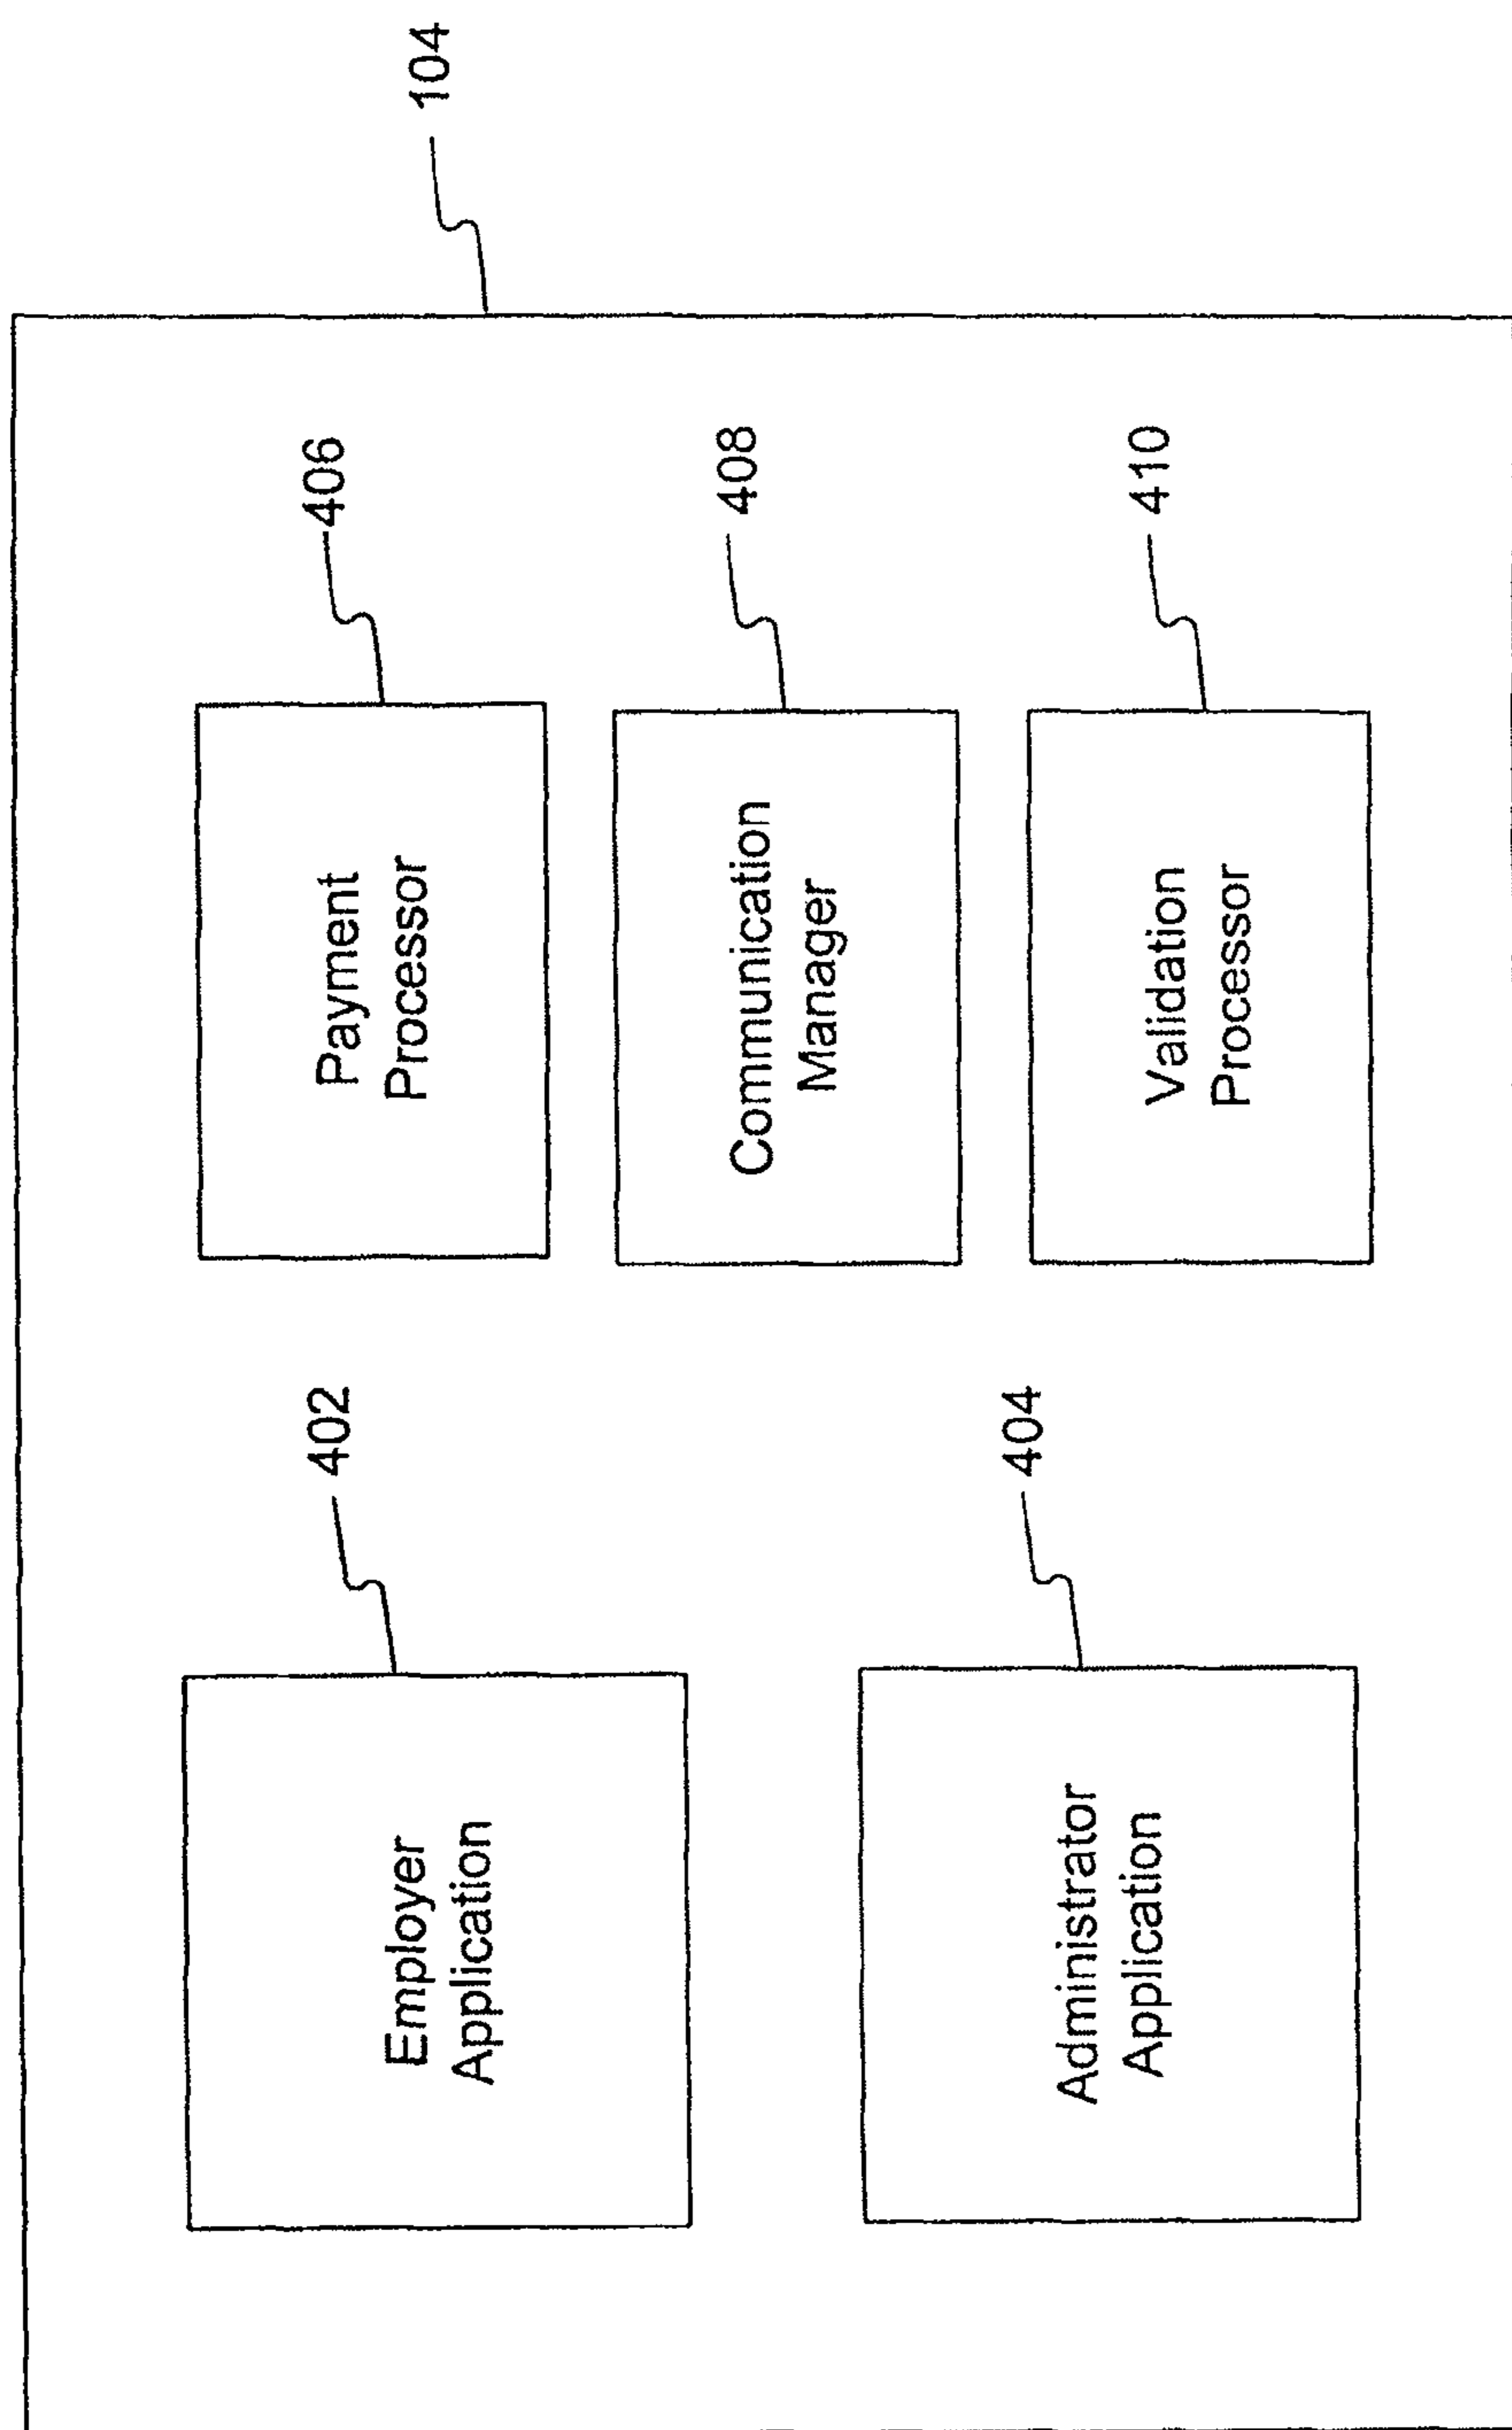 104
Employer
Application
402
Administrator
Application
404
Payment
Processor
406
Communication
Manager
408
Validation
Processor
410